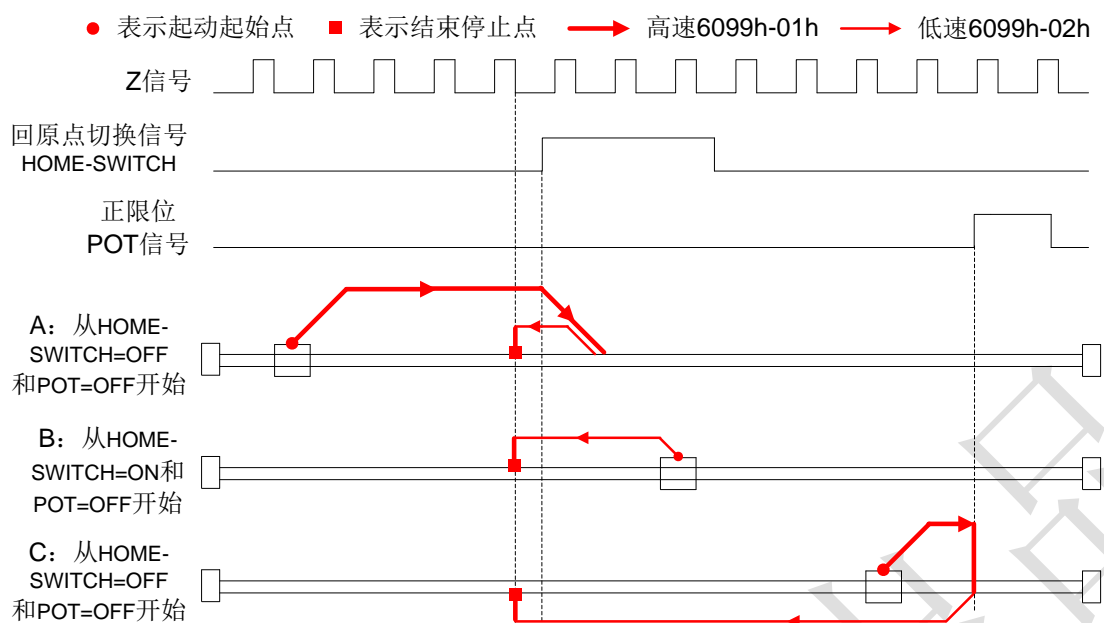 表示起动起始点 表示结束停止点 高速6099h-01h 低速6099h-02h
Z信号
回原点切换信号
HOME-SWITCH
正限位
POT信号
A：从HOME-
SWITCH=OFF
和POT=OFF开始
B：从HOME-
SWITCH=ON和
POT=OFF开始
C：从HOME-
SWITCH=OFF
和POT=OFF开始